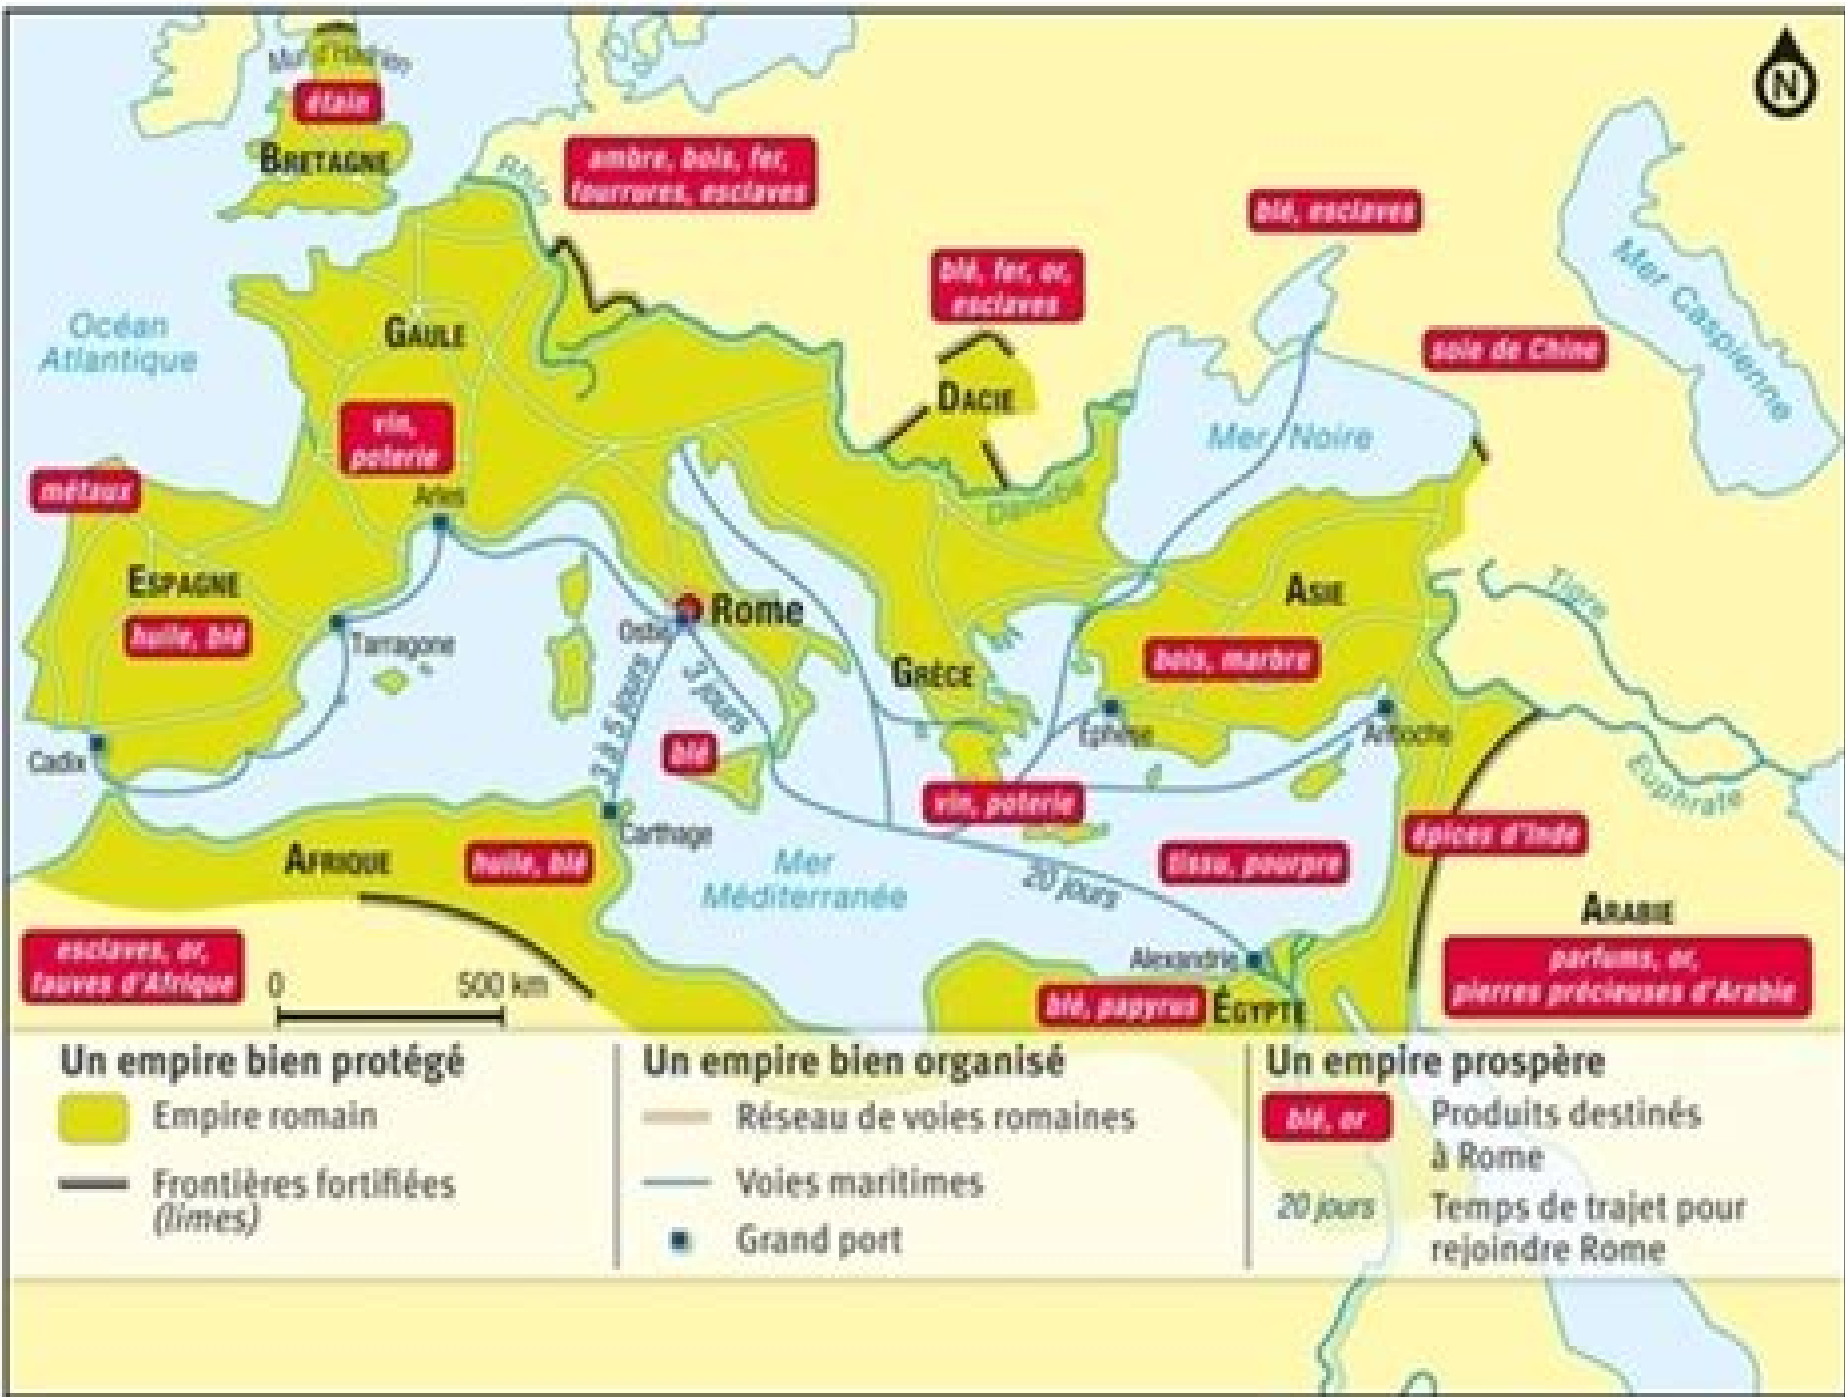 Mur d'Hadrien
étain
BRETAGNE
Rhin
ambre, bois, fer,
fourrures, esclaves
N
blé, esclaves
blé, fer, or,
esclaves
Mer Caspienne
Océan
Atlantique
GAULE
soie de Chine
DACIE
vin,
poterie
Mer Noire
métaux
Arles
Danube
ESPAGNE
ASIE
Tigre
huile, blé
Rome
Ostie
Tarragone
bois, marbre
GRÈCE
3 jours
3 à 5 jours
Cadix
blé
Éphèse
Antioche
Euphrate
vin, poterie
Carthage
épices d'Inde
AFRIQUE
huile, blé
Mer
Méditerranée
tissu, pourpre
20 jours
ARABIE
esclaves, or,
fauves d'Afrique
0 500 km
Alexandrie
parfums, or,
pierres précieuses d'Arabie
blé, papyrus
ÉGYPTE
Un empire bien protégé
Empire romain
Frontières fortifiées
(limes)
Un empire bien organisé
Réseau de voies romaines
Voies maritimes
Grand port
Un empire prospère
blé, or
Produits destinés
à Rome
20 jours
Temps de trajet pour
rejoindre Rome